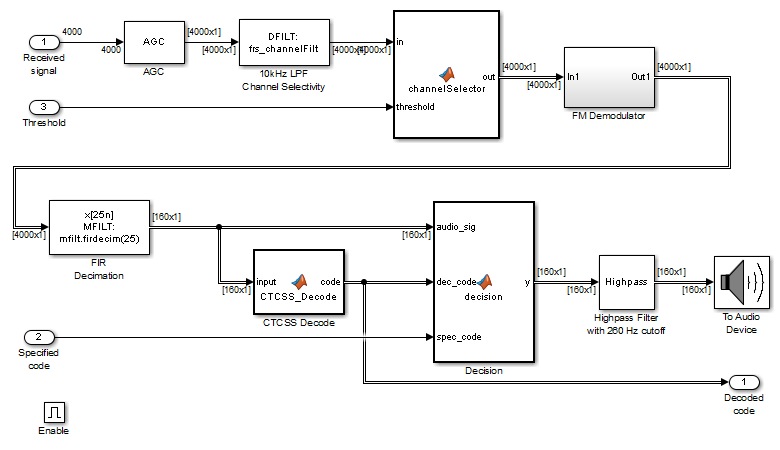 1
Received
signal
4000
4000
AGC
AGC
[4000x1]
[4000x1]
DFILT:
frs_channelFilt
10kHz LPF
Channel Selectivity
[4000x1]
[4000x1]
in
out
channelSelector
threshold
3
Threshold
[4000x1]
[4000x1]
In1
Out1
FM Demodulator
[4000x1]
[4000x1]
x[25n]
MFILT:
mfilt.firdecim(25)
FIR
Decimation
[160x1]
[160x1]
input
code
CTCSS_Decode
CTCSS Decode
[160x1]
audio_sig
dec_code
y
decision
spec_code
Decision
2
Specified
code
[160x1]
[160x1]
Highpass
Highpass Filter
with 260 Hz cutoff
[160x1]
[160x1]
To Audio
Device
1
Decoded
code
Enable